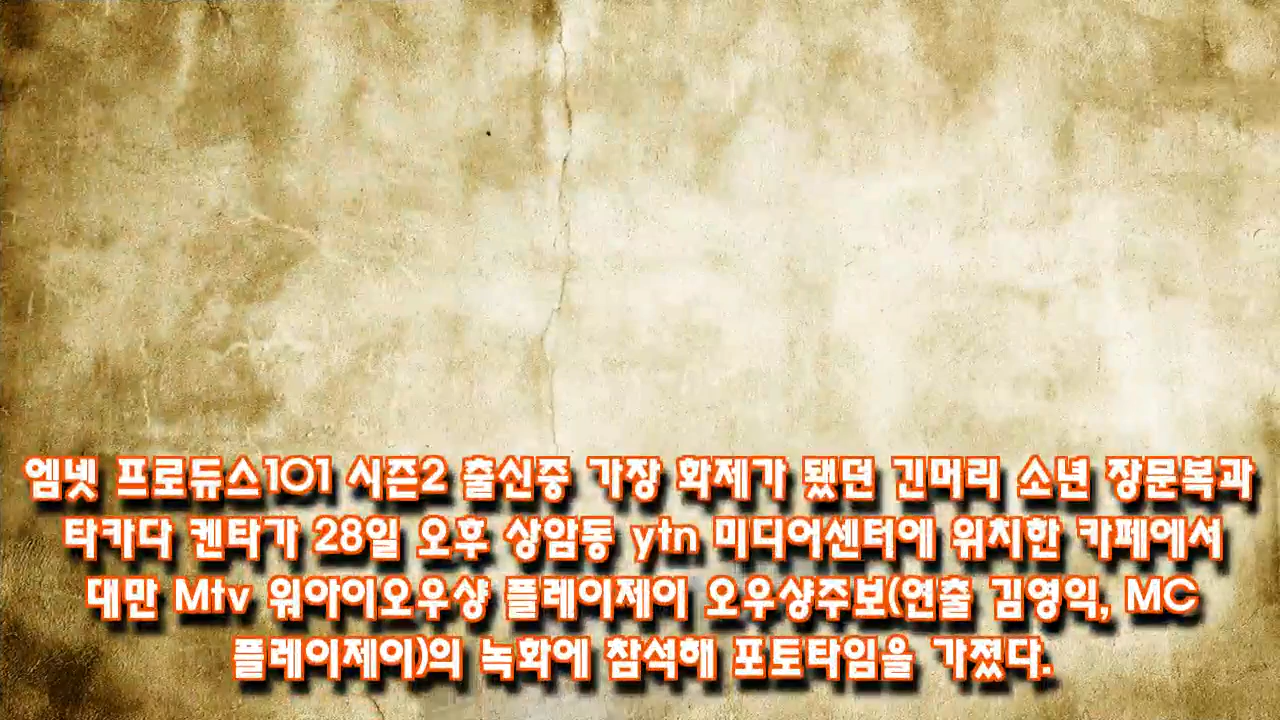 엠넷 프로듀스101 시즌2 출신중 가장 화제가 됐던 긴머리 소년 장문복과
타카다 켄타가 28일 오후 상암동 ytn 미디어센터에 위치한 카페에서
대만 Mtv 워아이오우샹 플레이제이 오우샹주보(연출 김영익, MC
플레이제이)의 녹화에 참석해 포토타임을 가졌다.